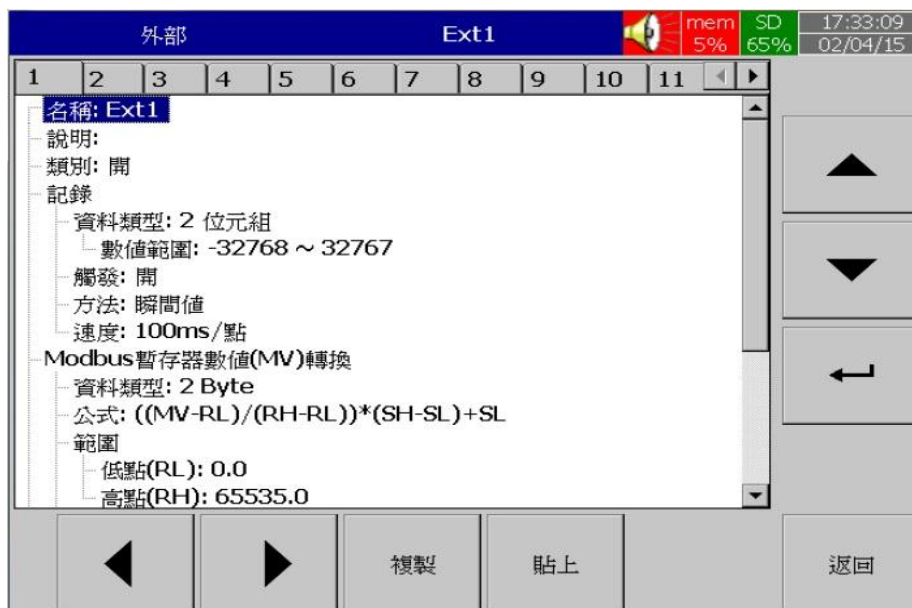 外部 Ext1 mem 5% SD 65% 17:33:09 02/04/15
1 2 3 4 5 6 7 8 9 10 11
名稱: Ext1
說明:
類別: 開
記錄
資料類型: 2 位元組
數值範圍: -32768 ~ 32767
觸發: 開
方法: 瞬間値
速度: 100ms/點
Modbus暫存器數值(MV)轉換
資料類型: 2 Byte
公式: ((MV-RL)/(RH-RL))*(SH-SL)+SL
範圍
低點(RL): 0.0
高點(RH): 65535.0
複製 貼上 返回